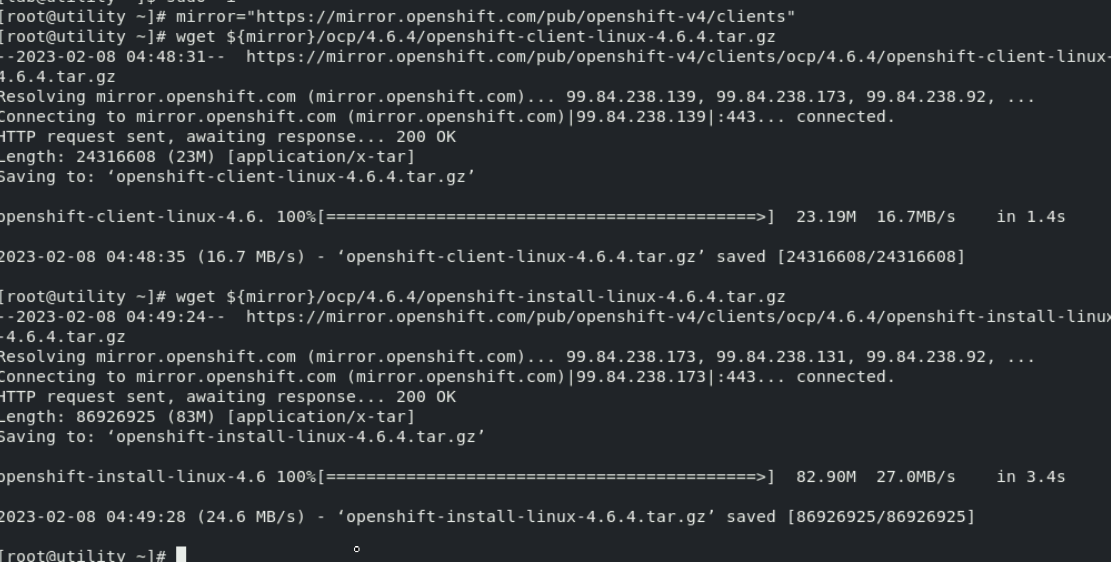 [root@utility ~]# mirror="https://mirror.openshift.com/pub/openshift-v4/clients"
[root@utility ~]# wget ${mirror}/ocp/4.6.4/openshift-client-linux-4.6.4.tar.gz
--2023-02-08 04:48:31--  https://mirror.openshift.com/pub/openshift-v4/clients/ocp/4.6.4/openshift-client-linux-
4.6.4.tar.gz
Resolving mirror.openshift.com (mirror.openshift.com)... 99.84.238.139, 99.84.238.173, 99.84.238.92, ...
Connecting to mirror.openshift.com (mirror.openshift.com)|99.84.238.139|:443... connected.
HTTP request sent, awaiting response... 200 OK
Length: 24316608 (23M) [application/x-tar]
Saving to: ‘openshift-client-linux-4.6.4.tar.gz’
openshift-client-linux-4.6. 100%[===========================================>]  23.19M  16.7MB/s    in 1.4s
2023-02-08 04:48:35 (16.7 MB/s) - ‘openshift-client-linux-4.6.4.tar.gz’ saved [24316608/24316608]
[root@utility ~]# wget ${mirror}/ocp/4.6.4/openshift-install-linux-4.6.4.tar.gz
--2023-02-08 04:49:24--  https://mirror.openshift.com/pub/openshift-v4/clients/ocp/4.6.4/openshift-install-linux
-4.6.4.tar.gz
Resolving mirror.openshift.com (mirror.openshift.com)... 99.84.238.173, 99.84.238.131, 99.84.238.92, ...
Connecting to mirror.openshift.com (mirror.openshift.com)|99.84.238.173|:443... connected.
HTTP request sent, awaiting response... 200 OK
Length: 86926925 (83M) [application/x-tar]
Saving to: ‘openshift-install-linux-4.6.4.tar.gz’
openshift-install-linux-4.6 100%[===========================================>]  82.90M  27.0MB/s    in 3.4s
2023-02-08 04:49:28 (24.6 MB/s) - ‘openshift-install-linux-4.6.4.tar.gz’ saved [86926925/86926925]
[root@utility ~]#